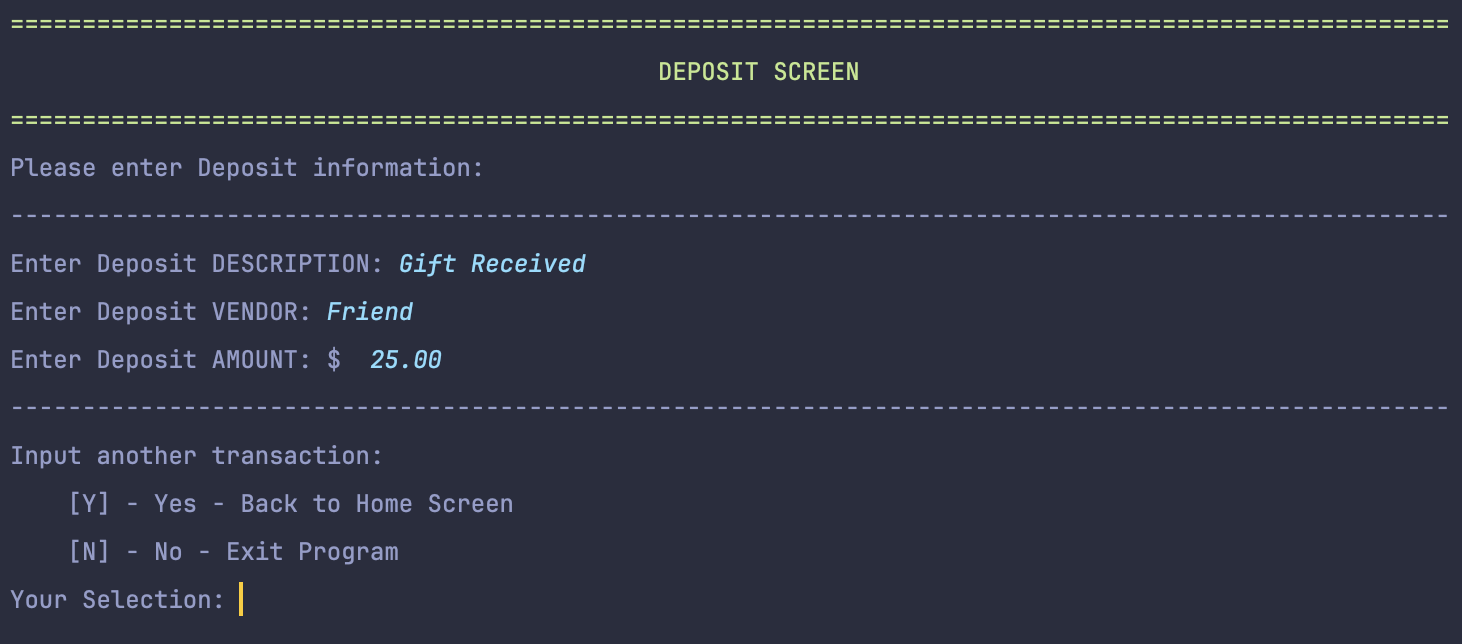 ====================================================================================================
DEPOSIT SCREEN
====================================================================================================
Please enter Deposit information:
----------------------------------------------------------------------------------------------------
Enter Deposit DESCRIPTION: Gift Received
Enter Deposit VENDOR: Friend
Enter Deposit AMOUNT: $  25.00
----------------------------------------------------------------------------------------------------
Input another transaction:
    [Y] - Yes - Back to Home Screen
    [N] - No - Exit Program
Your Selection: